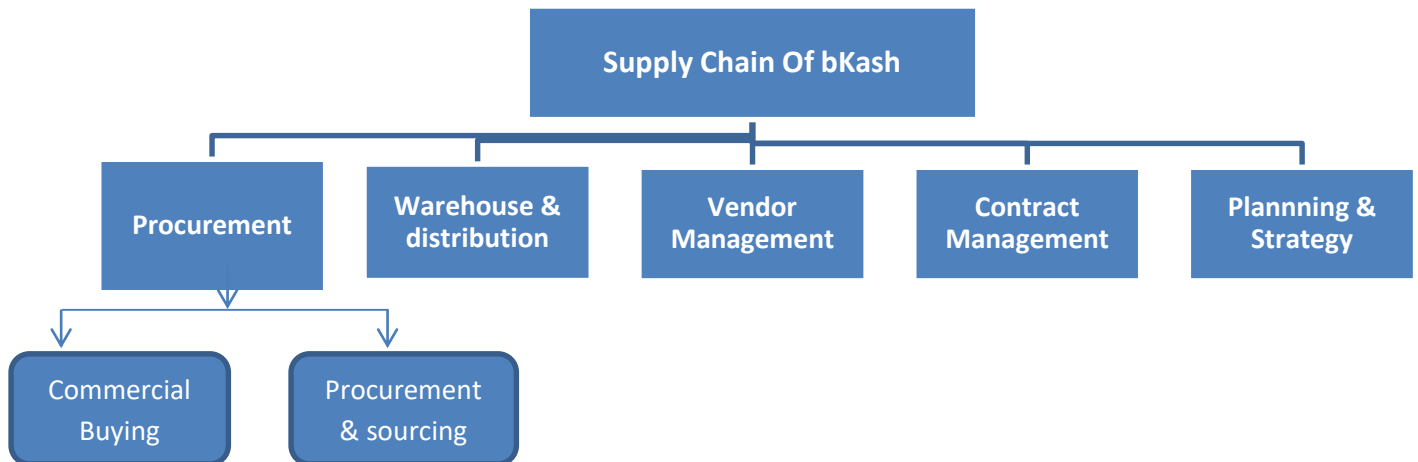 Supply Chain Of bKash
Procurement
Warehouse &
distribution
Vendor
Management
Contract
Management
Plannning &
Strategy
Commercial
Buying
Procurement
& sourcing